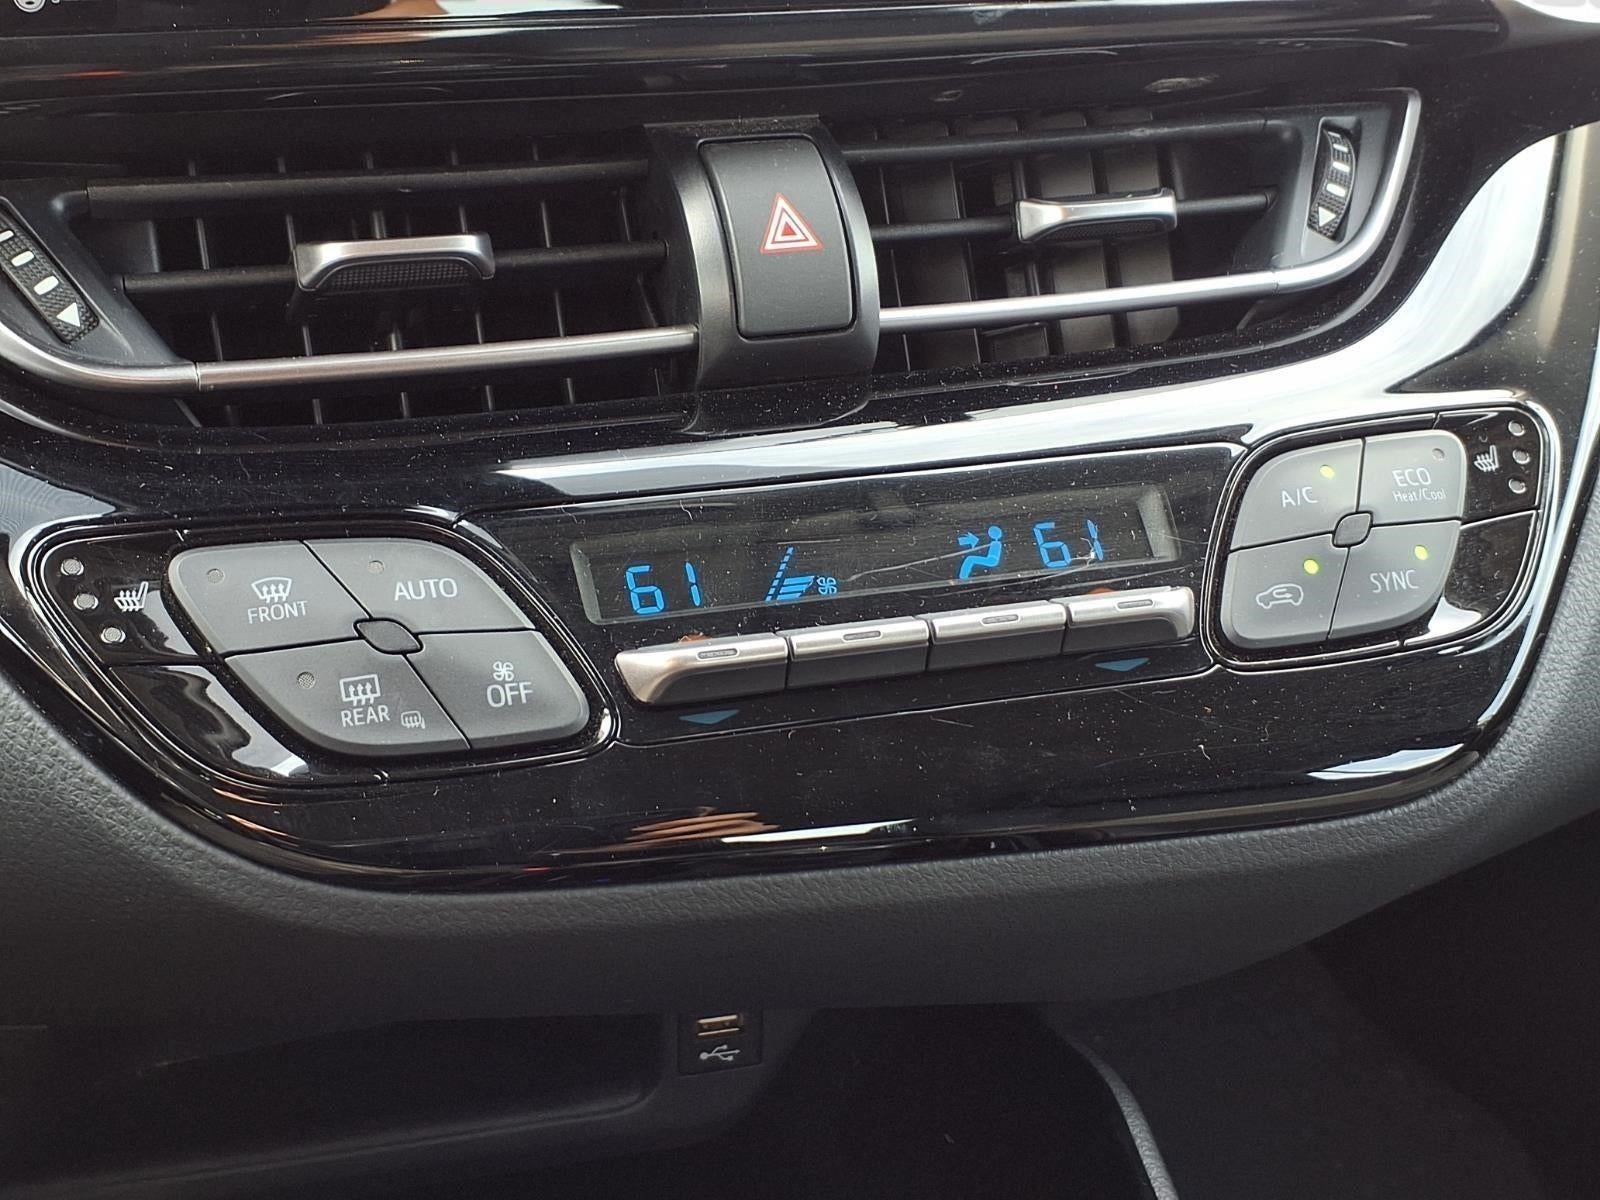 FRONT
AUTO
REAR
OFF
61
61
A/C
ECO
Heat/Cool
SYNC